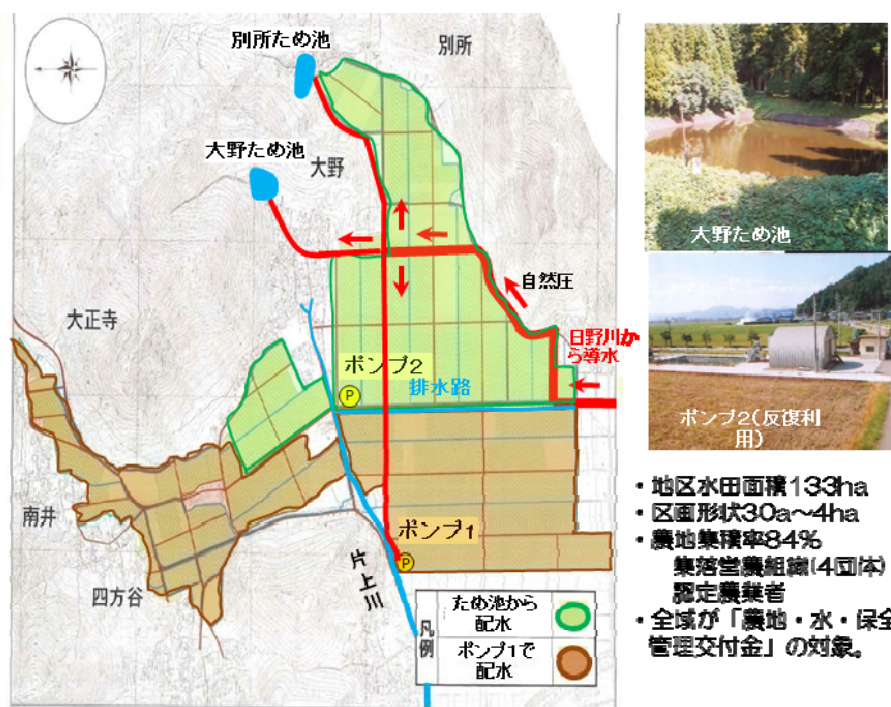 別所ため池
別所
大野ため池
大野
自然圧
大正寺
日野川か
ら導水
ポンプ2
排水路
P
南井
ポンプ1
P
四方谷
片上川
凡例
ため池から
配水
ポンプ1で
配水
大野ため池
ポンプ2(反復利
用)
・地区水田面積133ha
・区画形状30a～4ha
・農地集積率84%
集落営農組織(4団体)
認定農業者
・全域が「農地・水・保全
管理交付金」の対象。